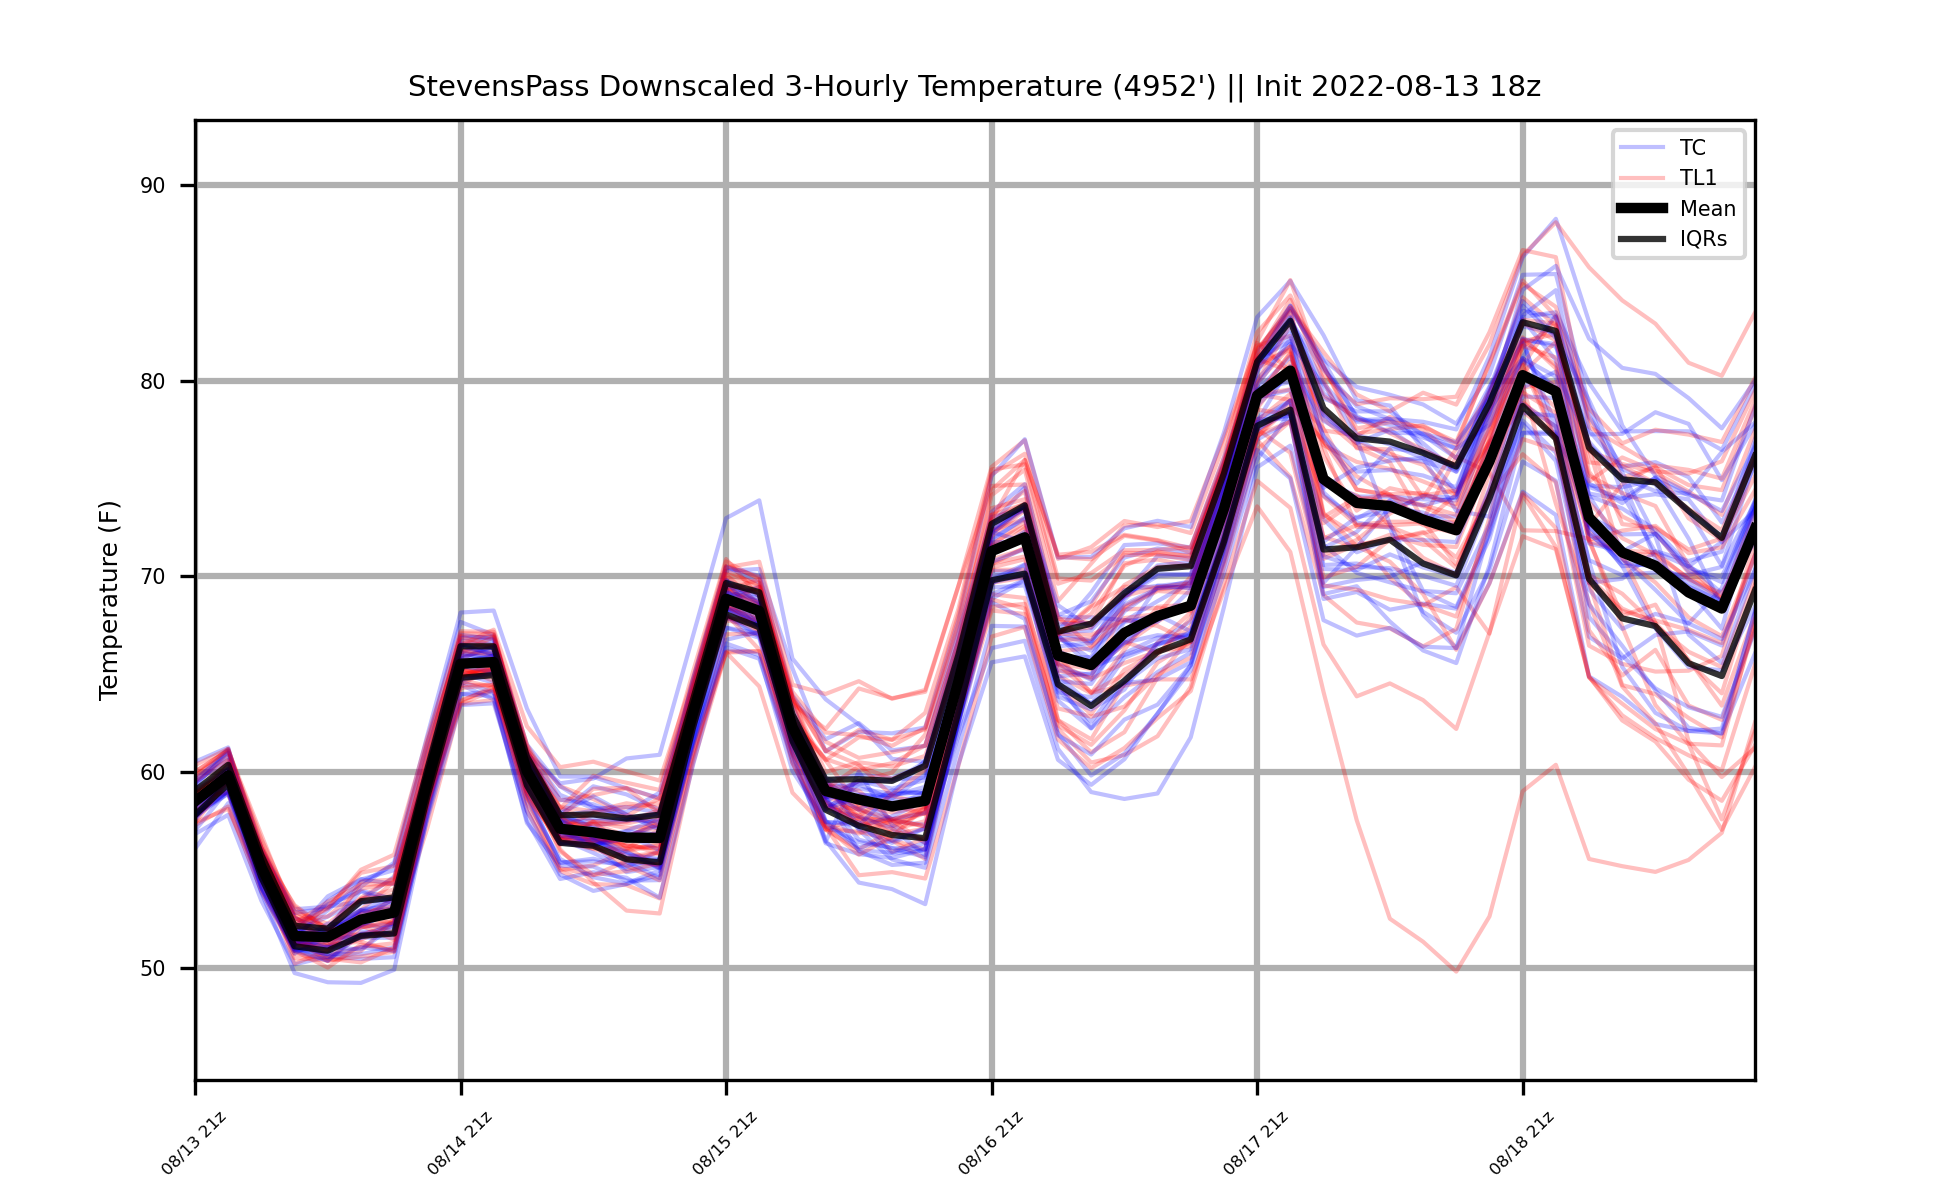 StevensPass Downscaled 3-Hourly Temperature (4952') || Init 2022-08-13 18z
TC
TL1
Mean
IQRs
Temperature (F)
90
80
70
60
50
08/13 21z
08/14 21z
08/15 21z
08/16 21z
08/17 21z
08/18 21z